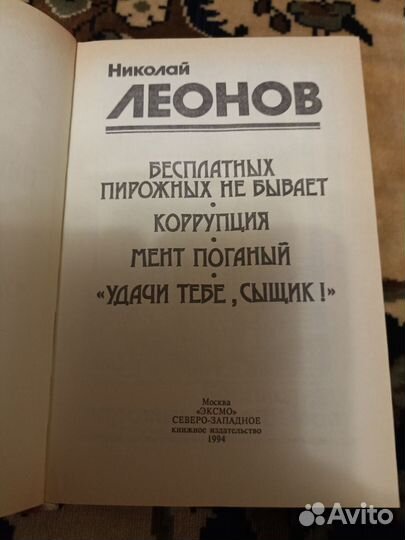 Николай
ЛЕОНОВ
БЕСПЛАТНЫХ
ПИРОЖНЫХ НЕ БЫВАЕТ
•
КОРРУПЦИЯ
•
МЕНТ ПОГАНЫЙ
•
«УДАЧИ ТЕБЕ, СЫЩИК!»
Москва
«ЭКСМО»
СЕВЕРО-ЗАПАДНОЕ
книжное издательство
1994
Avito